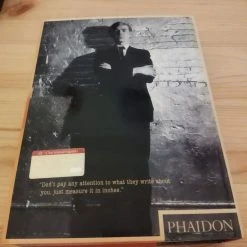 "Don't pay any attention to what they write about
you, just measure it in inches."
PHAIDON